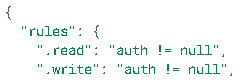 {
"rules": {
".read": "auth != null",
".write": "auth != null",